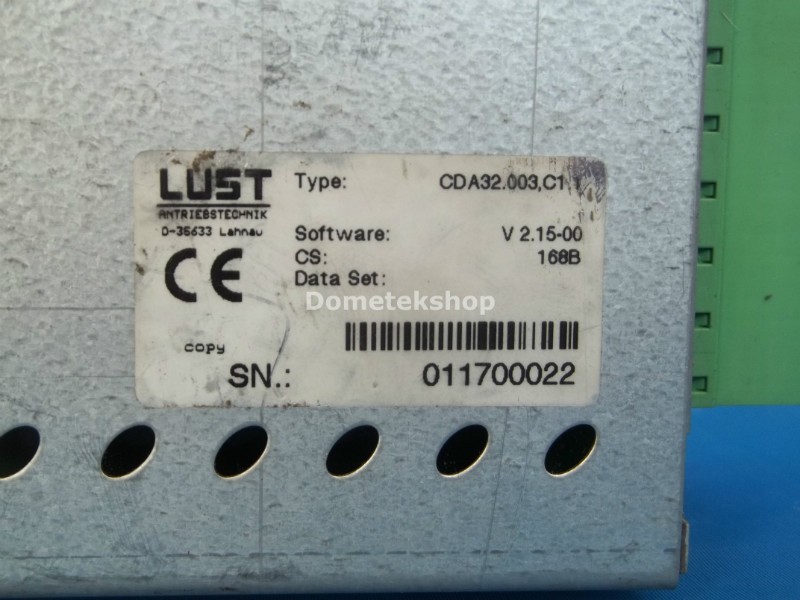 LUST
ANTRIEBSTECHNIK
D-35633 Lahnau
CE
copy
Type: CDA32.003,C1.1
Software: V 2.15-00
CS: 168B
Data Set:
Dometekshop
SN.: 011700022